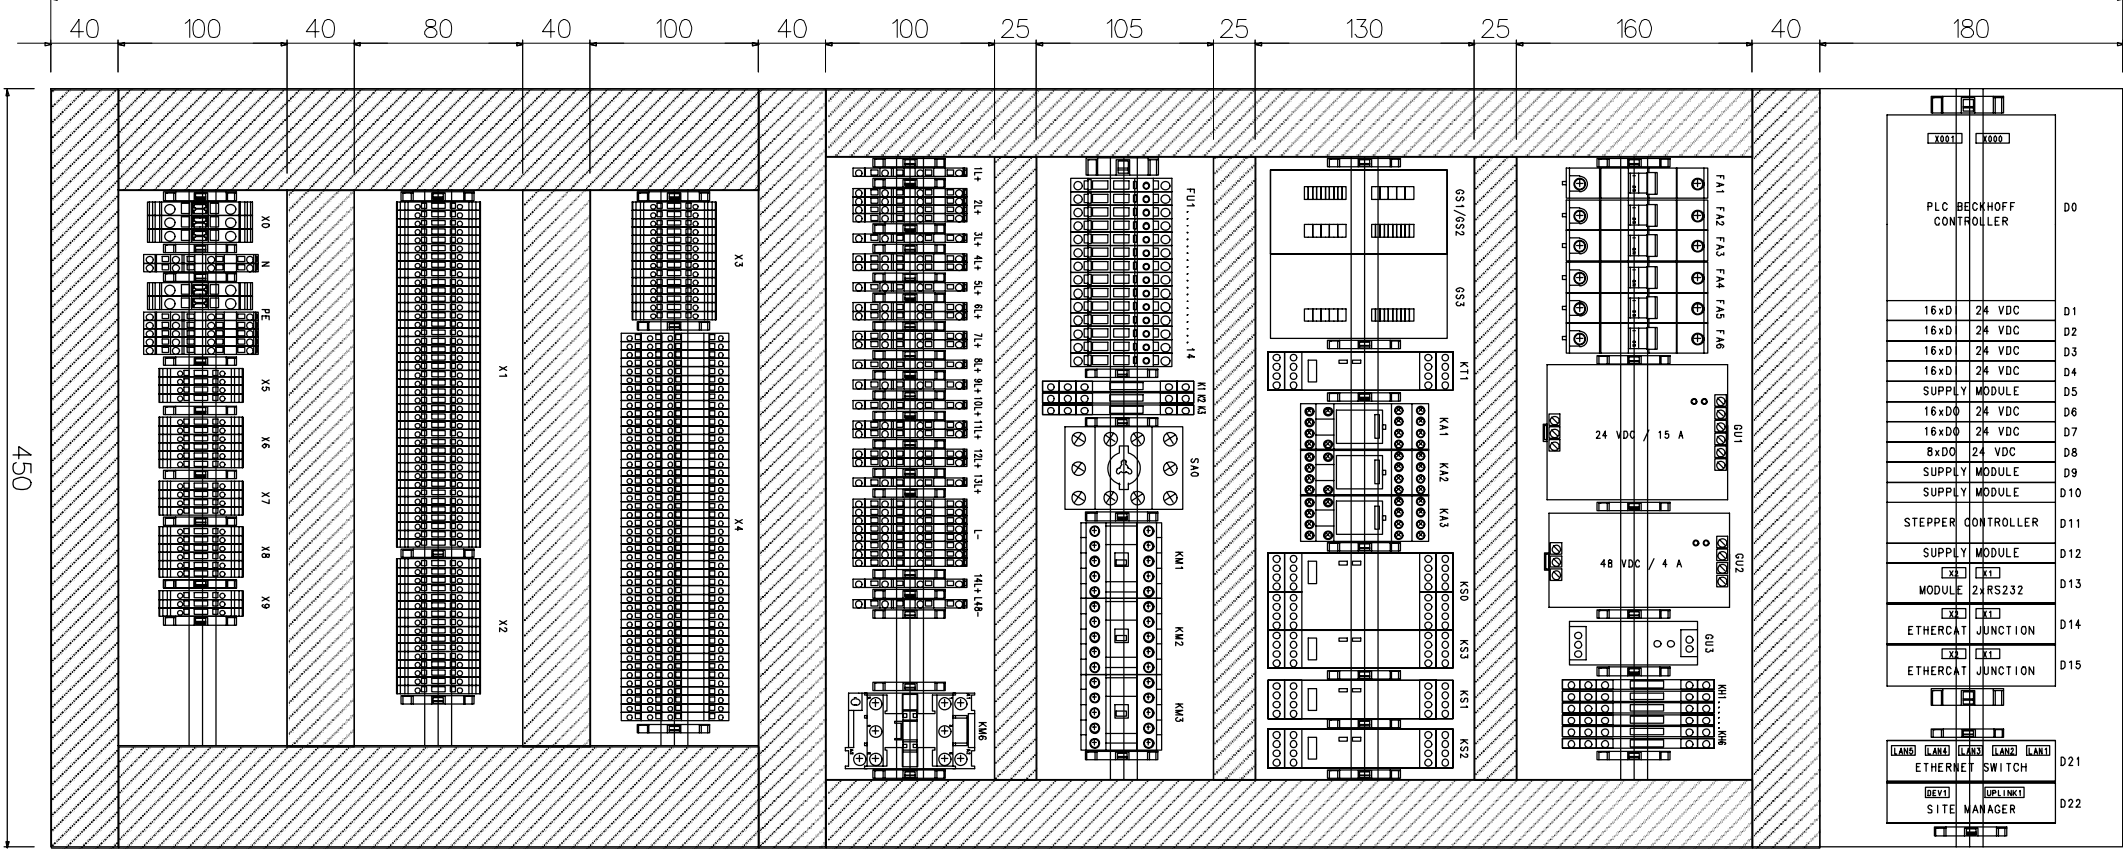 40 100 40 80 40 100 40 100 25 105 25 130 25 160 40 180
450
X0
N
PE
X5
X6
X7
X8
X9
X1
X2
X3
X4
1L+
2L+
3L+
4L+
5L+
6L+
7L+
8L+
9L+
10L+
11L+
12L+
13L+
L-
14L+
L48-
KM6
FU1..............14
K1 K2 K3
SA0
KM1
KM2
KM3
GS1/GS2
GS3
KT1
KA1
KA2
KA3
KS0
KS3
KS1
KS2
FA1 FA2 FA3 FA4 FA5 FA6
24 VDC / 15 A
GU1
48 VDC / 4 A
GU2
GU3
KH1......KH6
X001 X000
PLC BECKHOFF
CONTROLLER
D0
16xDI 24 VDC D1
16xDI 24 VDC D2
16xDI 24 VDC D3
16xDI 24 VDC D4
SUPPLY MODULE D5
16xDO 24 VDC D6
16xDO 24 VDC D7
8xDO 24 VDC D8
SUPPLY MODULE D9
SUPPLY MODULE D10
STEPPER CONTROLLER D11
SUPPLY MODULE D12
X2 X1
MODULE 2xRS232 D13
X2 X1
ETHERCAT JUNCTION D14
X2 X1
ETHERCAT JUNCTION D15
LAN5 LAN4 LAN3 LAN2 LAN1
ETHERNET SWITCH D21
DEV1 UPLINK1
SITE MANAGER D22